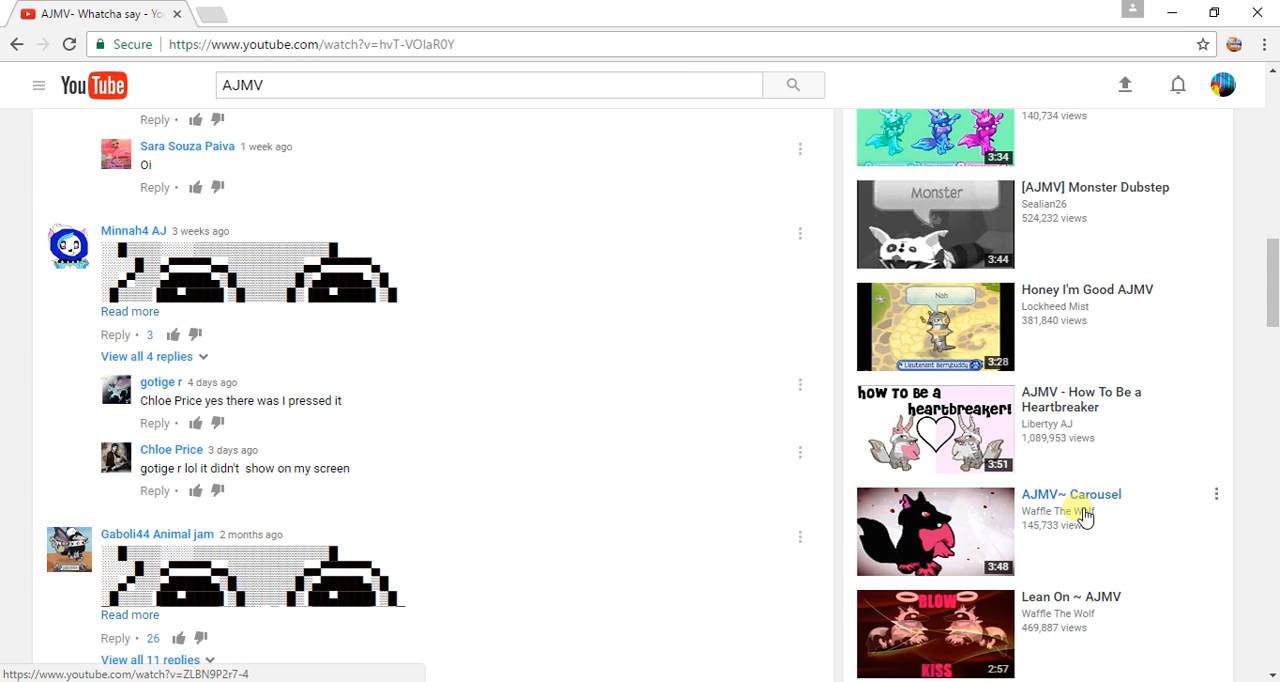 AJMV- Whatcha say - Yo
Secure
https://www.youtube.com/watch?v=hvT-VOlaR0Y
YouTube
AJMV
Reply •
Sara Souza Paiva 1 week ago
Oi
Reply •
Minnah4 AJ 3 weeks ago
Read more
Reply • 3
View all 4 replies
gotige r 4 days ago
Chloe Price yes there was I pressed it
Reply •
Chloe Price 3 days ago
gotige r lol it didn't show on my screen
Reply •
Gaboli44 Animal jam 2 months ago
Read more
Reply • 26
View all 11 replies
https://www.youtube.com/watch?v=ZLBN9P2r7-4
140,734 views
3:34
Monster
3:44
[AJMV] Monster Dubstep
Sealian26
524,232 views
Nah
Lieutenant Berrybuddy
3:28
Honey I'm Good AJMV
Lockheed Mist
381,840 views
HOW TO BE A
heartbreaker!
3:51
AJMV - How To Be a
Heartbreaker
Libertyy AJ
1,089,953 views
3:48
AJMV~ Carousel
Waffle The Wolf
145,733 views
BLOW
KISS
2:57
Lean On ~ AJMV
Waffle The Wolf
469,887 views